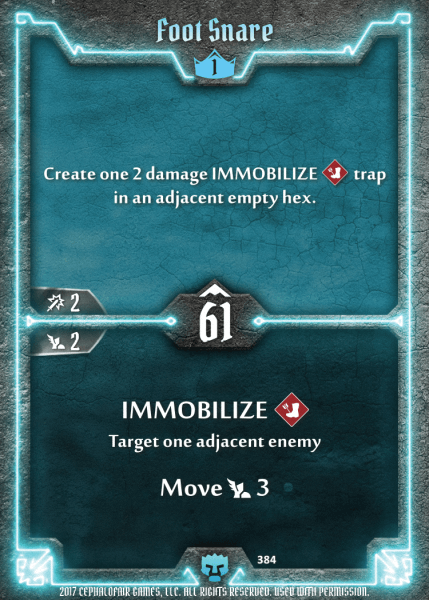 Foot Snare
1
Create one 2 damage IMMOBILIZE trap
in an adjacent empty hex.
2
61
2
IMMOBILIZE
Target one adjacent enemy
Move 3
384
2017 CEPHALOFAIR GAMES, LLC. ALL RIGHTS RESERVED. USED WITH PERMISSION.